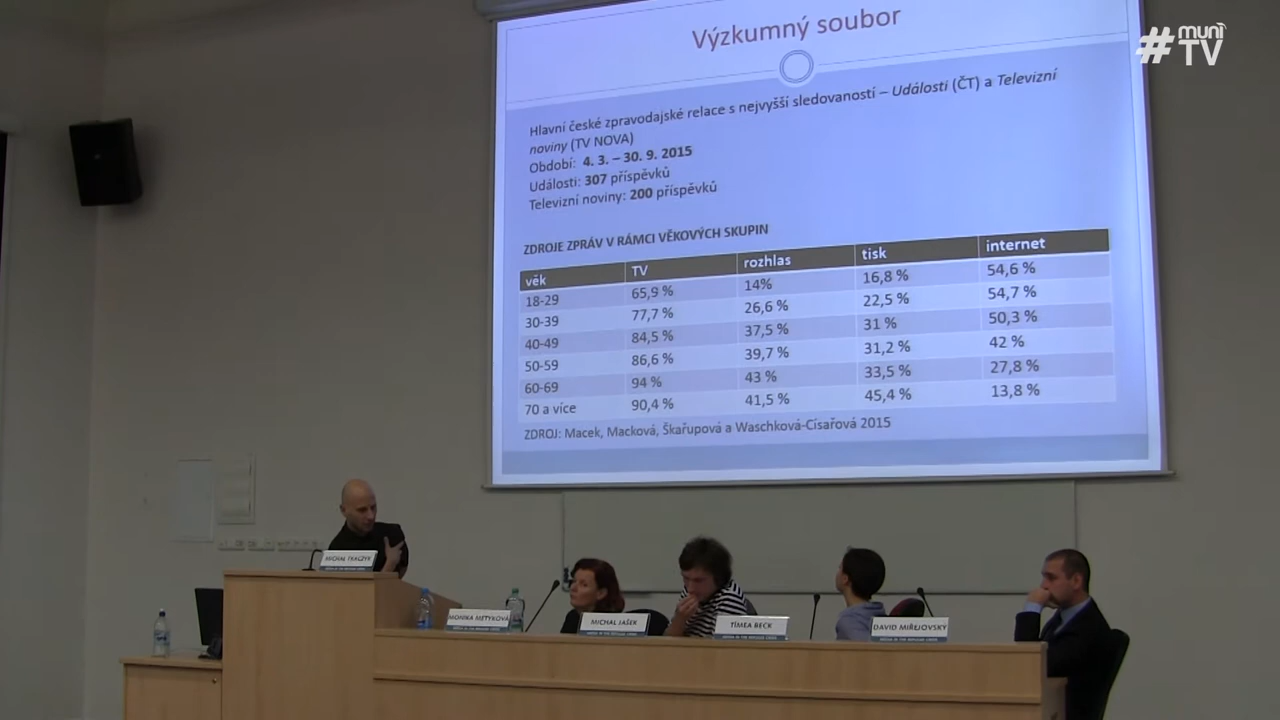 #muni TV
Výzkumný soubor
Hlavní české zpravodajské relace s nejvyšší sledovaností – Události (ČT) a Televizní
noviny (TV NOVA)
Období: 4. 3. – 30. 9. 2015
Události: 307 příspěvků
Televizní noviny: 200 příspěvků
ZDROJE ZPRÁV V RÁMCI VĚKOVÝCH SKUPIN
věk TV rozhlas tisk internet
18-29 65,9 % 14% 16,8 % 54,6 %
30-39 77,7 % 26,6 % 22,5 % 54,7 %
40-49 84,5 % 37,5 % 31 % 50,3 %
50-59 86,6 % 39,7 % 31,2 % 42 %
60-69 94 % 43 % 33,5 % 27,8 %
70 a více 90,4 % 41,5 % 45,4 % 13,8 %
ZDROJ: Macek, Macková, Škařupová a Waschková-Císařová 2015
MICHAL TKACZYK
MONIKA METYKOVÁ
MICHAL JAŠEK
TÍMEA BECK
DAVID MIŘEJOVSKÝ